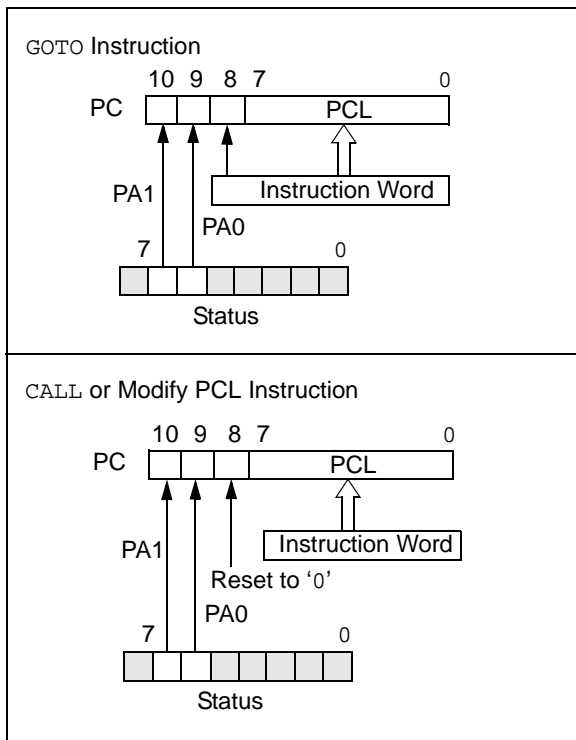 GOTO Instruction
10 9 8 7 0
PC PCL
Instruction Word
PA1
PA0
7 0
Status
CALL or Modify PCL Instruction
10 9 8 7 0
PC PCL
Instruction Word
PA1
Reset to ‘0’
PA0
7 0
Status